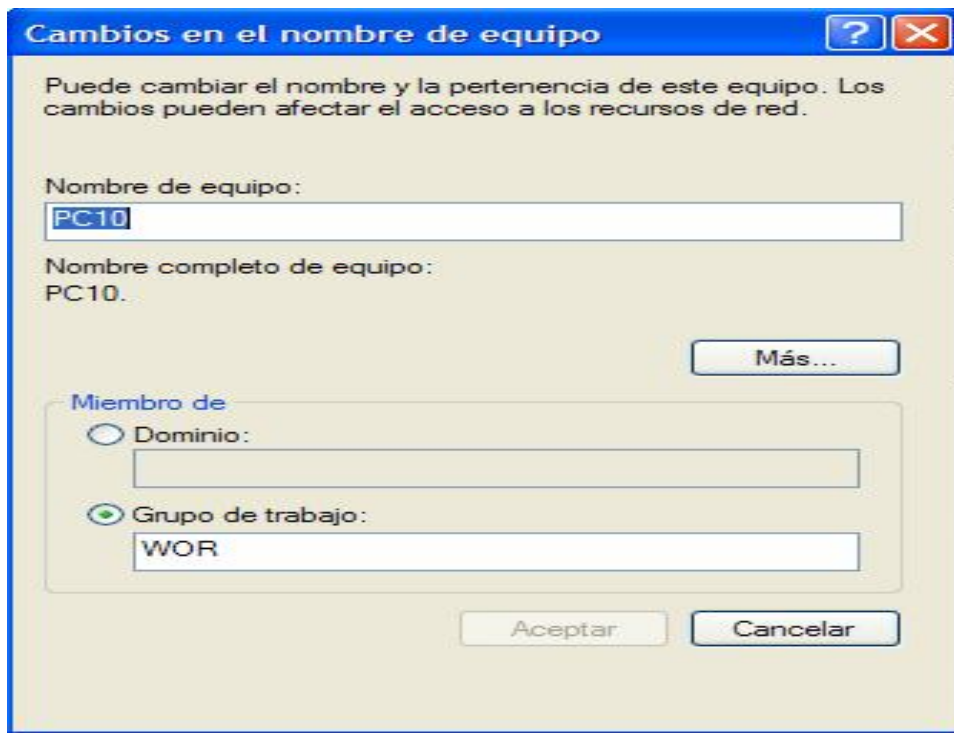 Cambios en el nombre de equipo
?
Puede cambiar el nombre y la pertenencia de este equipo. Los
cambios pueden afectar el acceso a los recursos de red.
Nombre de equipo:
PC10
Nombre completo de equipo:
PC10.
Más...
Miembro de
Dominio:
Grupo de trabajo:
WOR
Aceptar
Cancelar